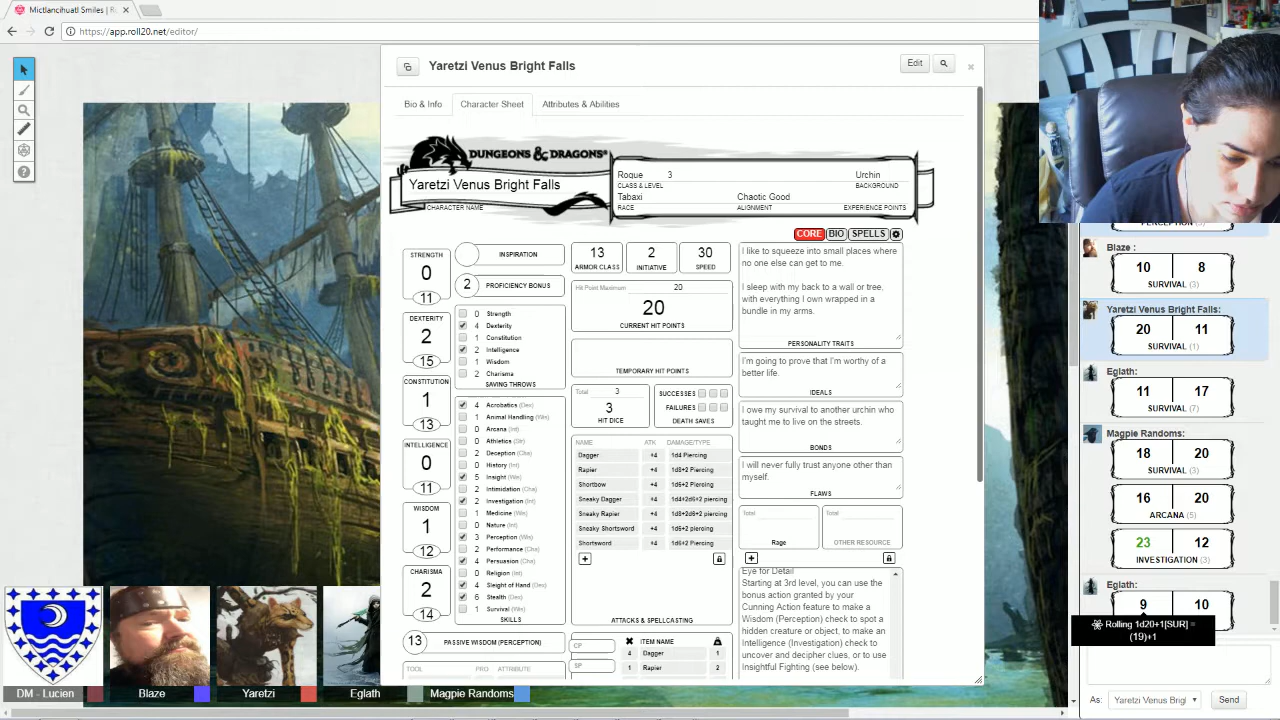 Mictlancihuatl Smiles | R
https://app.roll20.net/editor/
Yaretzi Venus Bright Falls
Edit
Bio & Info
Character Sheet
Attributes & Abilities
DUNGEONS & DRAGONS®
Yaretzi Venus Bright Falls
CHARACTER NAME
Rogue 3
Urchin
CLASS & LEVEL
BACKGROUND
Tabaxi
Chaotic Good
RACE
ALIGNMENT
EXPERIENCE POINTS
CORE
BIO
SPELLS
STRENGTH
0
11
DEXTERITY
2
15
CONSTITUTION
1
13
INTELLIGENCE
0
11
WISDOM
1
12
CHARISMA
2
14
INSPIRATION
2 PROFICIENCY BONUS
0 Strength
4 Dexterity
1 Constitution
2 Intelligence
1 Wisdom
2 Charisma
SAVING THROWS
4 Acrobatics (Dex)
1 Animal Handling (Wis)
0 Arcana (Int)
0 Athletics (Str)
2 Deception (Cha)
0 History (Int)
5 Insight (Wis)
2 Intimidation (Cha)
2 Investigation (Int)
1 Medicine (Wis)
0 Nature (Int)
3 Perception (Wis)
2 Performance (Cha)
4 Persuasion (Cha)
0 Religion (Int)
4 Sleight of Hand (Dex)
6 Stealth (Dex)
1 Survival (Wis)
SKILLS
13 PASSIVE WISDOM (PERCEPTION)
TOOL PRO ATTRIBUTE
13
ARMOR CLASS
2
INITIATIVE
30
SPEED
Hit Point Maximum 20
20
CURRENT HIT POINTS
TEMPORARY HIT POINTS
Total 3
3
HIT DICE
SUCCESSES
FAILURES
DEATH SAVES
NAME ATK DAMAGE/TYPE
Dagger +4 1d4 Piercing
Rapier +4 1d8+2 Piercing
Shortbow +4 1d6+2 Piercing
Sneaky Dagger +4 1d4+2d6+2 piercing
Sneaky Rapier +4 1d8+2d6+2 piercing
Sneaky Shortsword +4 1d6+2 piercing
Shortsword +4 1d6+2 Piercing
ATTACKS & SPELLCASTING
CP
SP
ITEM NAME
4 Dagger 1
1 Rapier 2
I like to squeeze into small places where
no one else can get to me.
I sleep with my back to a wall or tree,
with everything I own wrapped in a
bundle in my arms.
PERSONALITY TRAITS
I'm going to prove that I'm worthy of a
better life.
IDEALS
I owe my survival to another urchin who
taught me to live on the streets.
BONDS
I will never fully trust anyone other than
myself.
FLAWS
Total
Rage
Total
OTHER RESOURCE
Eye for Detail
Starting at 3rd level, you can use the
bonus action granted by your
Cunning Action feature to make a
Wisdom (Perception) check to spot a
hidden creature or object, to make an
Intelligence (Investigation) check to
uncover and decipher clues, or to use
Insightful Fighting (see below).
PERCEPTION (3)
Blaze :
10 8
SURVIVAL (3)
Yaretzi Venus Bright Falls:
20 11
SURVIVAL (1)
Eglath:
11 17
SURVIVAL (7)
Magpie Randoms:
18 20
SURVIVAL (3)
16 20
ARCANA (5)
23 12
INVESTIGATION (3)
Eglath:
9 10
Rolling 1d20+1[SUR] =
(19)+1
As: Yaretzi Venus Brigl
Send
DM - Lucien
Blaze
Yaretzi
Eglath
Magpie Randoms